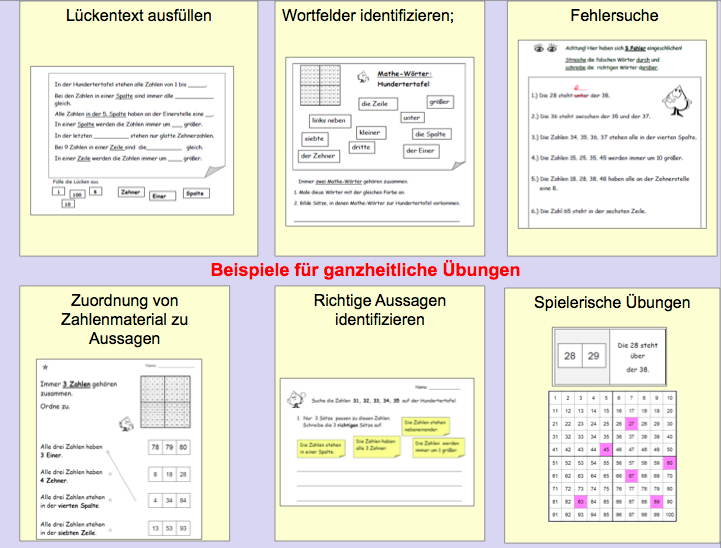 Lückentext ausfüllen
In der Hundertertafel stehen alle Zahlen von 1 bis ______.
Bei den Zahlen in einer Spalte sind immer alle ________
gleich.
Alle Zahlen in der 5. Spalte haben an der Einerstelle eine __.
In einer Spalte werden die Zahlen immer um ___ größer.
In der letzten ________ stehen nur glatte Zehnerzahlen.
Bei 9 Zahlen in einer Zeile sind die________ gleich.
In einer Zeile werden die Zahlen immer um ____ größer.
Fülle die Lücken aus.
1
100
10
Zehner
Einer
Spalte
Wortfelder identifizieren;
Mathe-Wörter:
Hundertertafel
die Zeile
größer
links neben
unter
siebte
kleiner
die Spalte
dritte
der Zehner
der Einer
Immer zwei Mathe-Wörter gehören zusammen.
1. Male diese Wörter mit der gleichen Farbe an.
2. Bilde Sätze, in denen Mathe-Wörter zur Hundertertafel vorkommen.
Fehlersuche
Achtung! Hier haben sich 5 Fehler eingeschlichen!
Streiche die falschen Wörter durch und
schreibe die richtigen Wörter darüber.
1.) Die 28 steht unter der 38.
2.) Die 36 steht zwischen der 35 und der 37.
3.) Die Zahlen 34, 35, 36, 37 stehen alle in der vierten Spalte.
4.) Die Zahlen 15, 25, 35, 45 werden immer um 10 größer.
5.) Die Zahlen 18, 28, 38, 48 haben alle an der Zehnerstelle
eine 8.
6.) Die Zahl 65 steht in der sechsten Zeile.
Beispiele für ganzheitliche Übungen
Zuordnung von
Zahlenmaterial zu
Aussagen
Name:
Immer 3 Zahlen gehören
zusammen.
Ordne zu.
Alle drei Zahlen haben
3 Einer.
78 79 80
Alle drei Zahlen haben
4 Zehner.
8 18 28
Alle drei Zahlen stehen
in der vierten Spalte.
4 34 84
Alle drei Zahlen stehen
in der siebten Zeile.
13 53 93
Richtige Aussagen
identifizieren
Name:
Suche die Zahlen 31, 32, 33, 34, 35 auf der Hundertertafel.
1. Nur 3 Sätze passen zu diesen Zahlen.
Schreibe die 3 richtigen Sätze auf.
Die Zahlen stehen
nebeneinander.
Die Zahlen stehen
in einer Spalte.
Die Zahlen haben
alle 3 Zehner.
Die Zahlen werden
immer um 1 größer.
Spielerische Übungen
28 29
Die 28 steht
über
der 38.
1 2 3 4 5 6 7 8 9 10
11 12 13 14 15 16 17 18 19 20
21 22 23 24 25 26 27 28 29 30
31 32 33 34 35 36 37 38 39 40
41 42 43 44 45 46 47 48 49 50
51 52 53 54 55 56 57 58 59 60
61 62 63 64 65 66 67 68 69 70
71 72 73 74 75 76 77 78 79 80
81 82 83 84 85 86 87 88 89 90
91 92 93 94 95 96 97 98 99 100